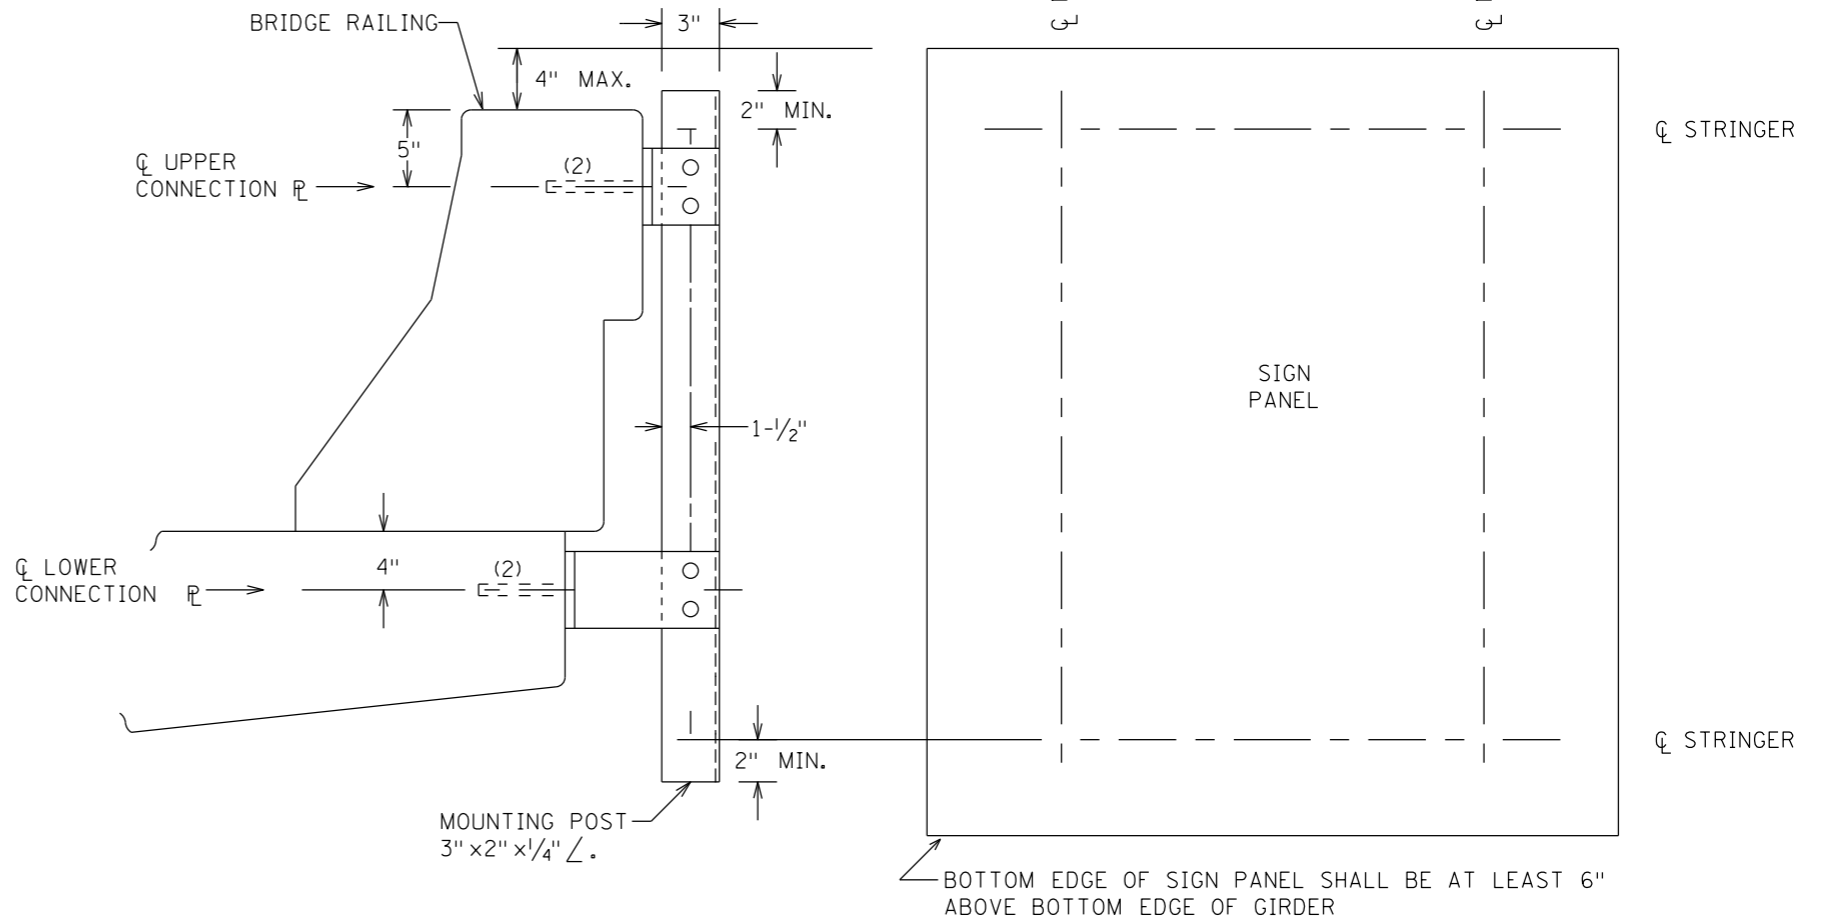 BRIDGE RAILING
3"
4" MAX.
2" MIN.
5"
℄ UPPER
CONNECTION ⅊
(2)
℄ STRINGER
SIGN
PANEL
1-1/2"
℄ LOWER
CONNECTION ⅊
4"
(2)
2" MIN.
℄ STRINGER
MOUNTING POST
3"x2"x1/4" ∠.
BOTTOM EDGE OF SIGN PANEL SHALL BE AT LEAST 6"
ABOVE BOTTOM EDGE OF GIRDER